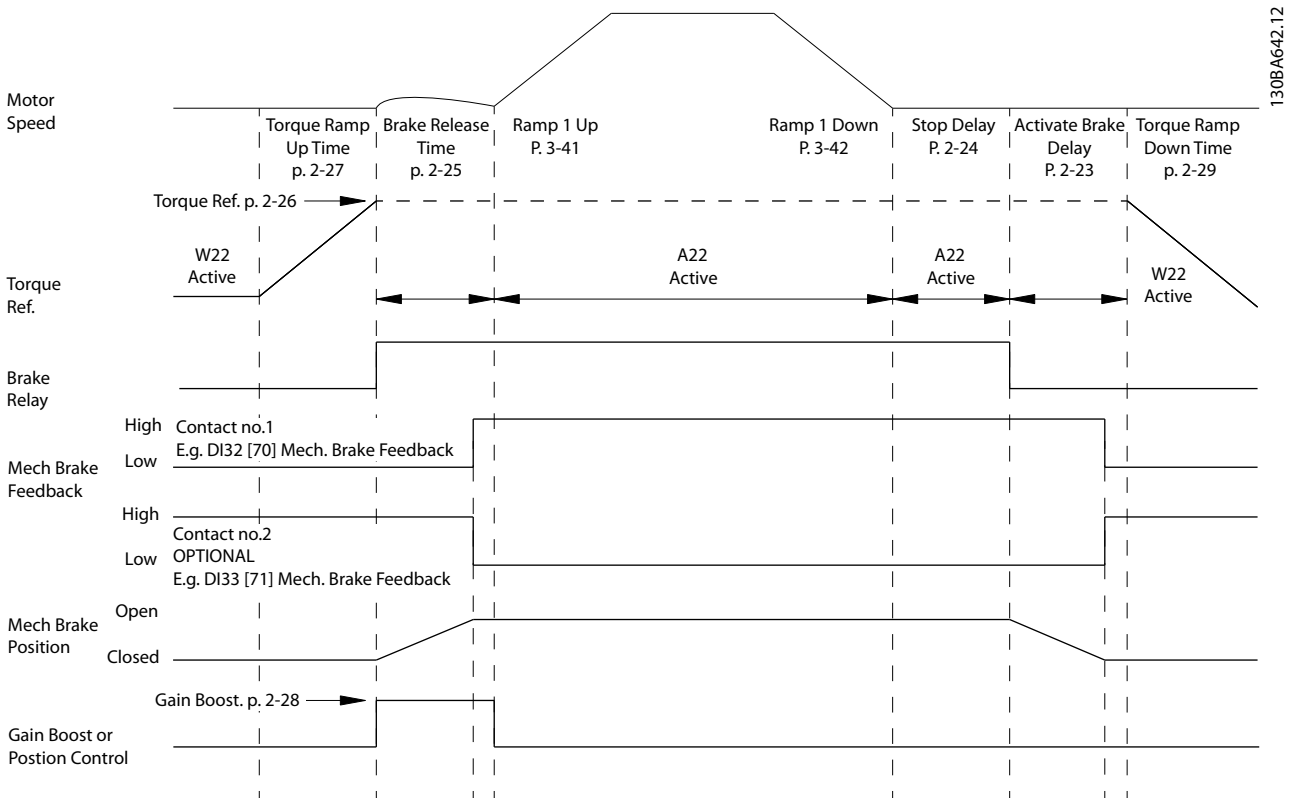 130BA642.12
Motor
Speed
Torque Ramp
Up Time
p. 2-27
Brake Release
Time
p. 2-25
Ramp 1 Up
P. 3-41
Ramp 1 Down
P. 3-42
Stop Delay
P. 2-24
Activate Brake
Delay
P. 2-23
Torque Ramp
Down Time
p. 2-29
Torque Ref. p. 2-26
Torque
Ref.
W22
Active
A22
Active
A22
Active
W22
Active
Brake
Relay
Mech Brake
Feedback
High
Contact no.1
E.g. DI32 [70] Mech. Brake Feedback
Low
High
Contact no.2
Low
OPTIONAL
E.g. DI33 [71] Mech. Brake Feedback
Mech Brake
Position
Open
Closed
Gain Boost. p. 2-28
Gain Boost or
Postion Control